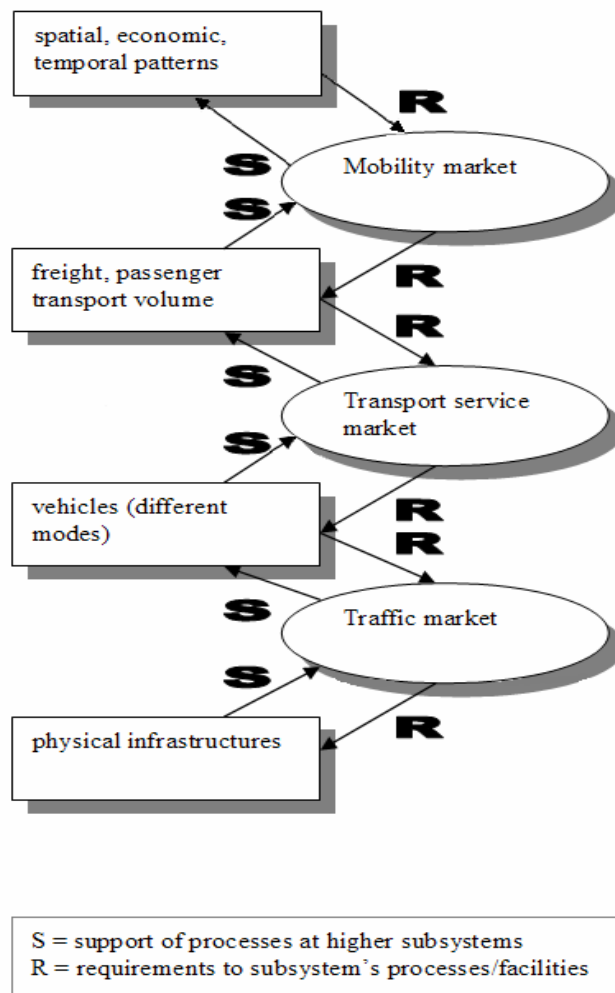 spatial, economic,
temporal patterns
R
Mobility market
S
S
freight, passenger
transport volume
R
R
S
Transport service
market
S
vehicles (different
modes)
R
R
S
Traffic market
S
physical infrastructures
R
S = support of processes at higher subsystems
R = requirements to subsystem's processes/facilities